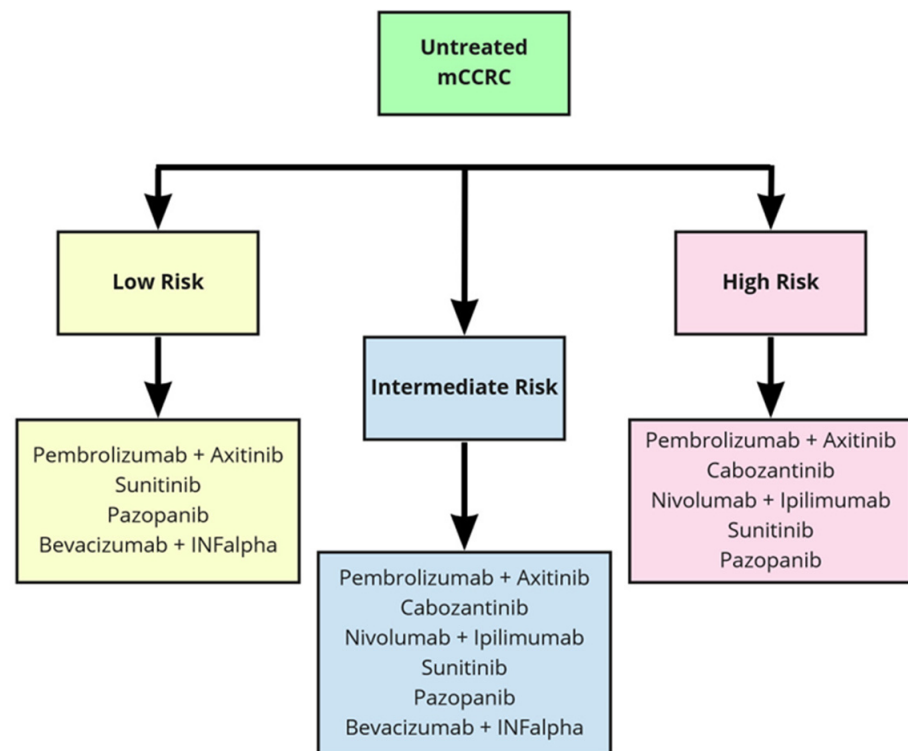 Untreated
mCCRC
Low Risk
Pembrolizumab + Axitinib
Sunitinib
Pazopanib
Bevacizumab + INFalpha
Intermediate Risk
Pembrolizumab + Axitinib
Cabozantinib
Nivolumab + Ipilimumab
Sunitinib
Pazopanib
Bevacizumab + INFalpha
High Risk
Pembrolizumab + Axitinib
Cabozantinib
Nivolumab + Ipilimumab
Sunitinib
Pazopanib